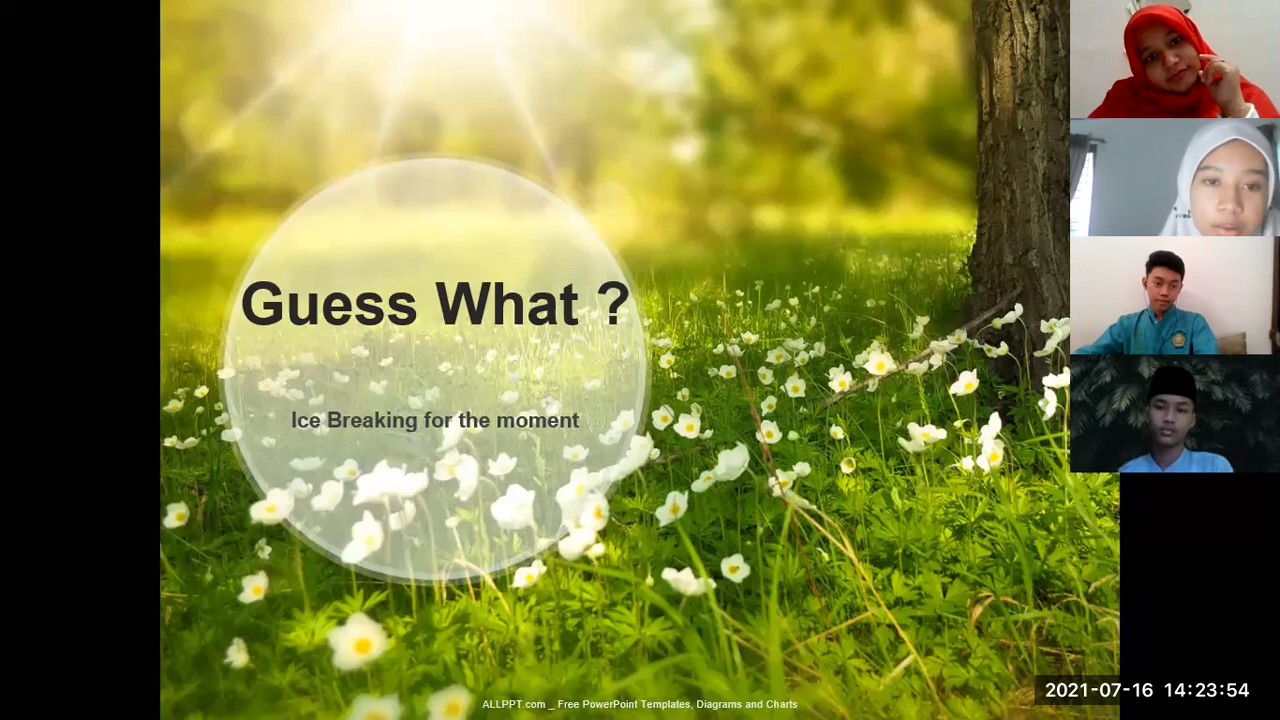 Guess What ?
Ice Breaking for the moment
ALLPPT.com _ Free PowerPoint Templates, Diagrams and Charts
2021-07-16 14:23:54